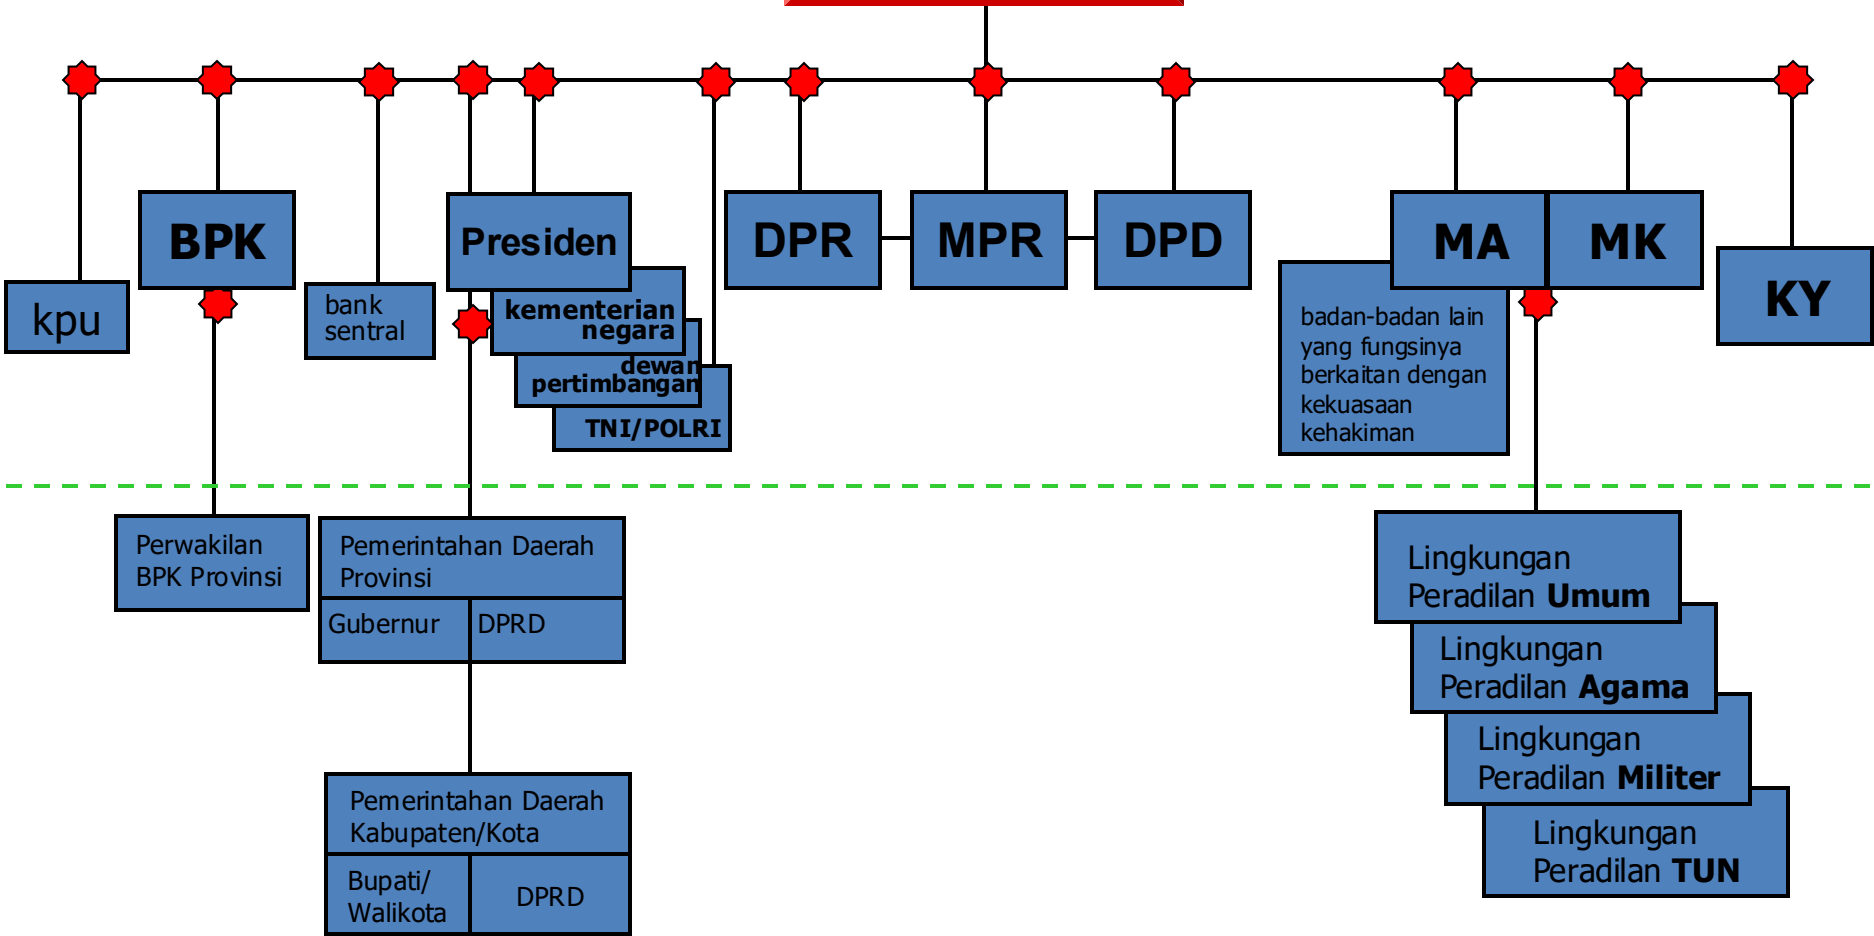 BPK
Presiden
DPR
MPR
DPD
MA
MK
KY
kpu
bank
sentral
kementerian
negara
dewan
pertimbangan
TNI/POLRI
badan-badan lain
yang fungsinya
berkaitan dengan
kekuasaan
kehakiman
Perwakilan
BPK Provinsi
Pemerintahan Daerah
Provinsi
Gubernur
DPRD
Pemerintahan Daerah
Kabupaten/Kota
Bupati/
Walikota
DPRD
Lingkungan
Peradilan Umum
Lingkungan
Peradilan Agama
Lingkungan
Peradilan Militer
Lingkungan
Peradilan TUN